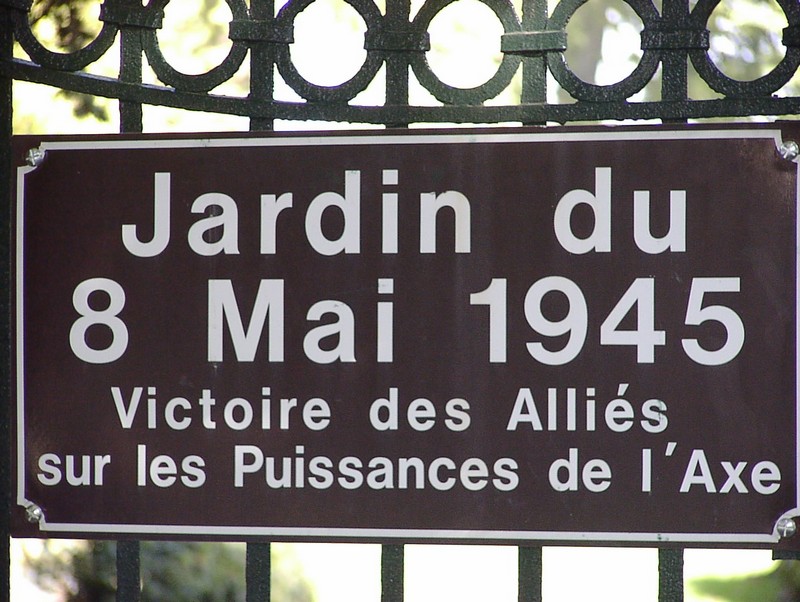 Jardin du
8 Mai 1945
Victoire des Alliés
sur les Puissances de l'Axe